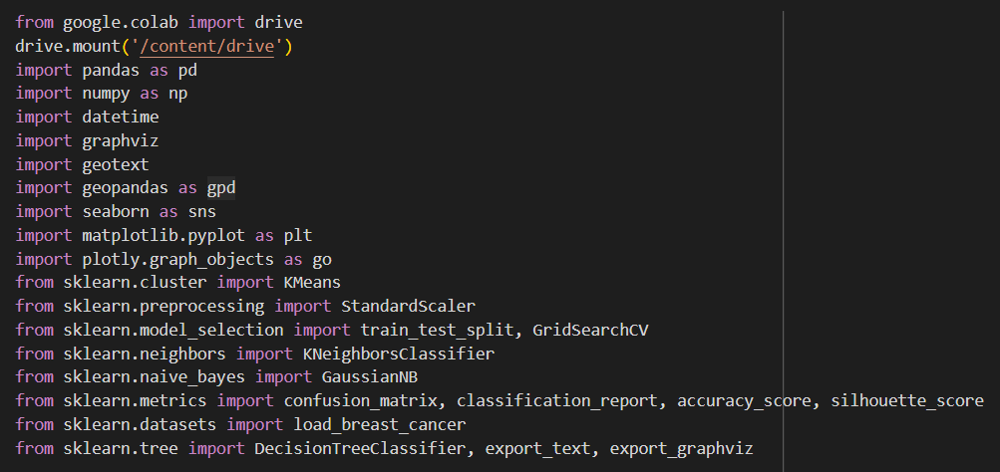 from google.colab import drive
drive.mount('/content/drive')
import pandas as pd
import numpy as np
import datetime
import graphviz
import geotext
import geopandas as gpd
import seaborn as sns
import matplotlib.pyplot as plt
import plotly.graph_objects as go
from sklearn.cluster import KMeans
from sklearn.preprocessing import StandardScaler
from sklearn.model_selection import train_test_split, GridSearchCV
from sklearn.neighbors import KNeighborsClassifier
from sklearn.naive_bayes import GaussianNB
from sklearn.metrics import confusion_matrix, classification_report, accuracy_score, silhouette_score
from sklearn.datasets import load_breast_cancer
from sklearn.tree import DecisionTreeClassifier, export_text, export_graphviz